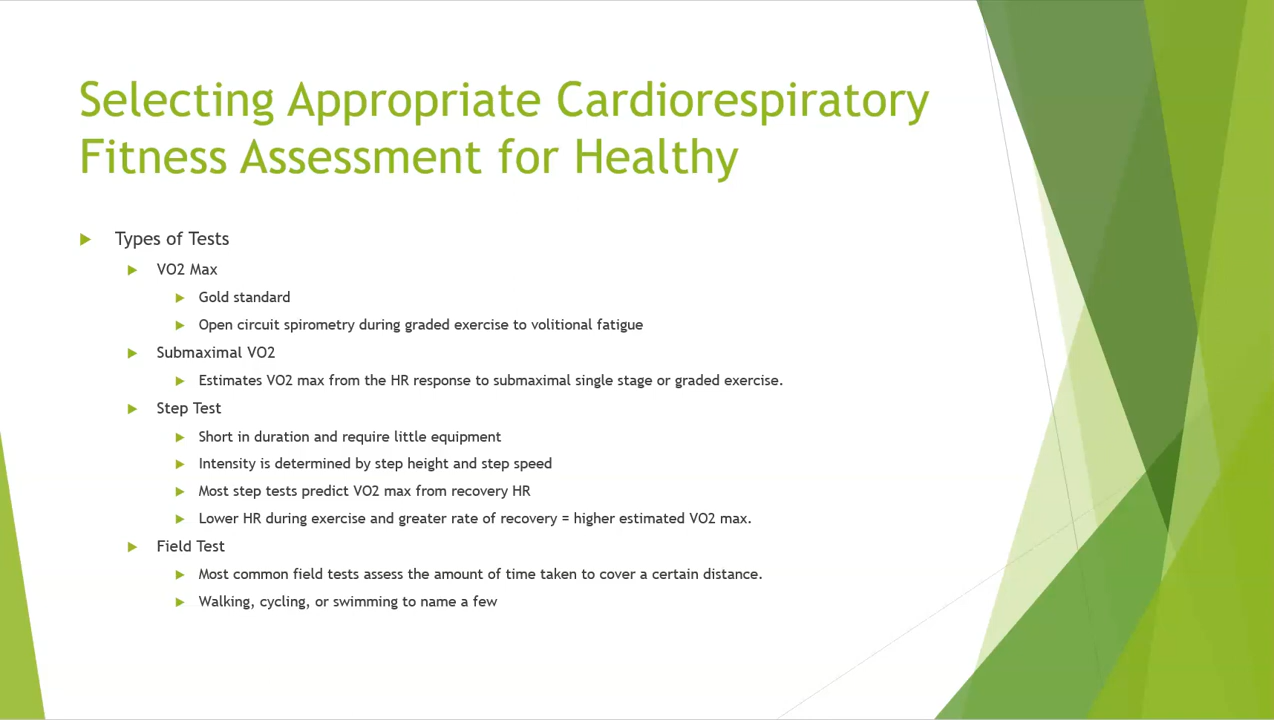 Selecting Appropriate Cardiorespiratory
Fitness Assessment for Healthy
Types of Tests
VO2 Max
Gold standard
Open circuit spirometry during graded exercise to volitional fatigue
Submaximal VO2
Estimates VO2 max from the HR response to submaximal single stage or graded exercise.
Step Test
Short in duration and require little equipment
Intensity is determined by step height and step speed
Most step tests predict VO2 max from recovery HR
Lower HR during exercise and greater rate of recovery = higher estimated VO2 max.
Field Test
Most common field tests assess the amount of time taken to cover a certain distance.
Walking, cycling, or swimming to name a few